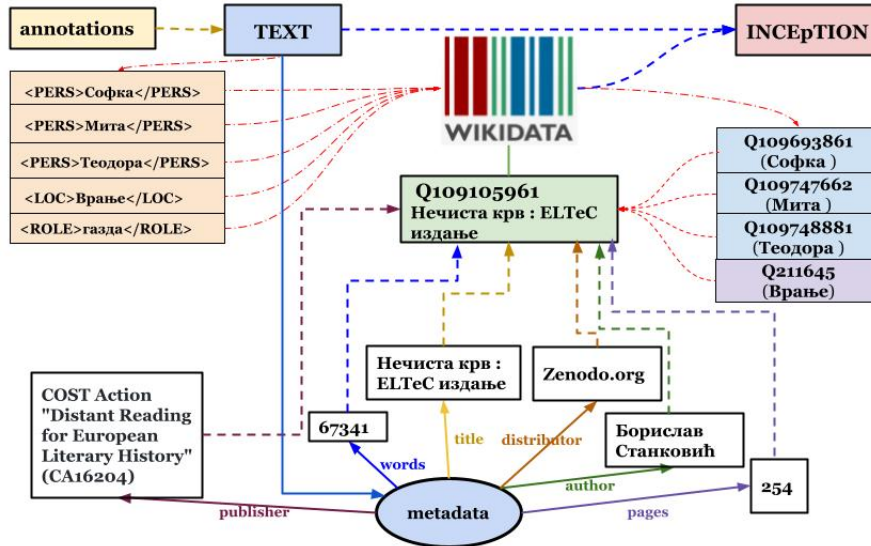 annotations
TEXT
INCEpTION
<PERS>Софка</PERS>
<PERS>Мита</PERS>
<PERS>Теодора</PERS>
<LOC>Врање</LOC>
<ROLE>газда</ROLE>
WIKIDATA
Q109693861
(Софка )
Q109747662
(Мита )
Q109748881
(Теодора )
Q211645
(Врање)
Q109105961
Нечиста крв : ELTeC
издање
COST Action
"Distant Reading
for European
Literary History"
(CA16204)
67341
Нечиста крв :
ELTeC издање
Zenodo.org
Борислав
Станковић
254
publisher
words
title
distributor
author
pages
metadata